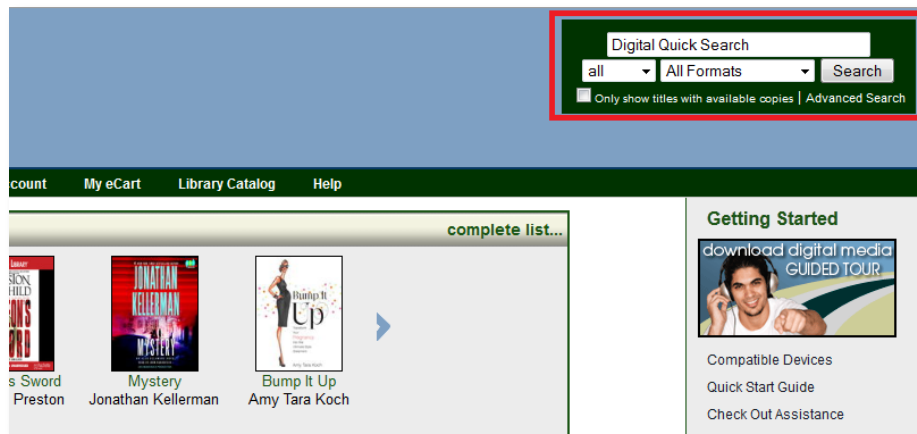 Digital Quick Search
all All Formats Search
Only show titles with available copies | Advanced Search
ccount My eCart Library Catalog Help
complete list...
Getting Started
download digital media
GUIDED TOUR
JONATHAN
KELLERMAN
MYSTERY
Bump It
Up
Amy Tara Koch
s Sword Mystery Bump It Up
Preston Jonathan Kellerman Amy Tara Koch
Compatible Devices
Quick Start Guide
Check Out Assistance